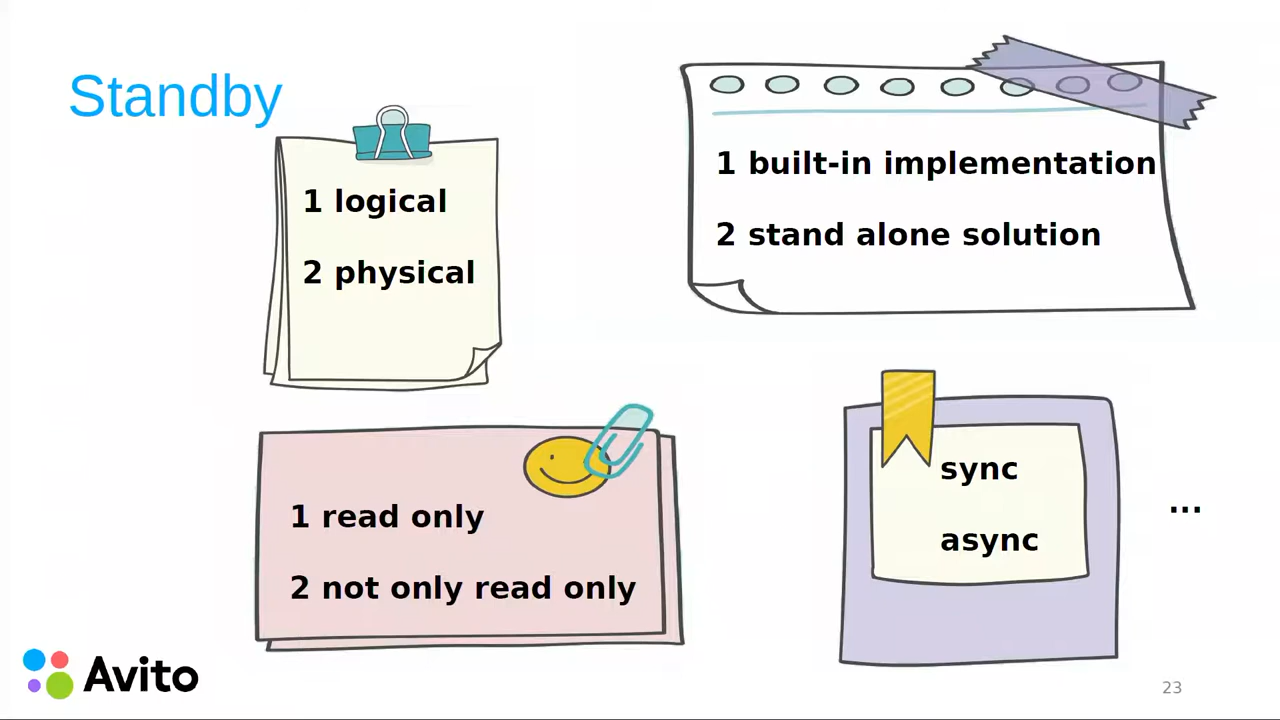 Standby
1 logical
2 physical
1 built-in implementation
2 stand alone solution
1 read only
2 not only read only
sync
async
...
Avito
23